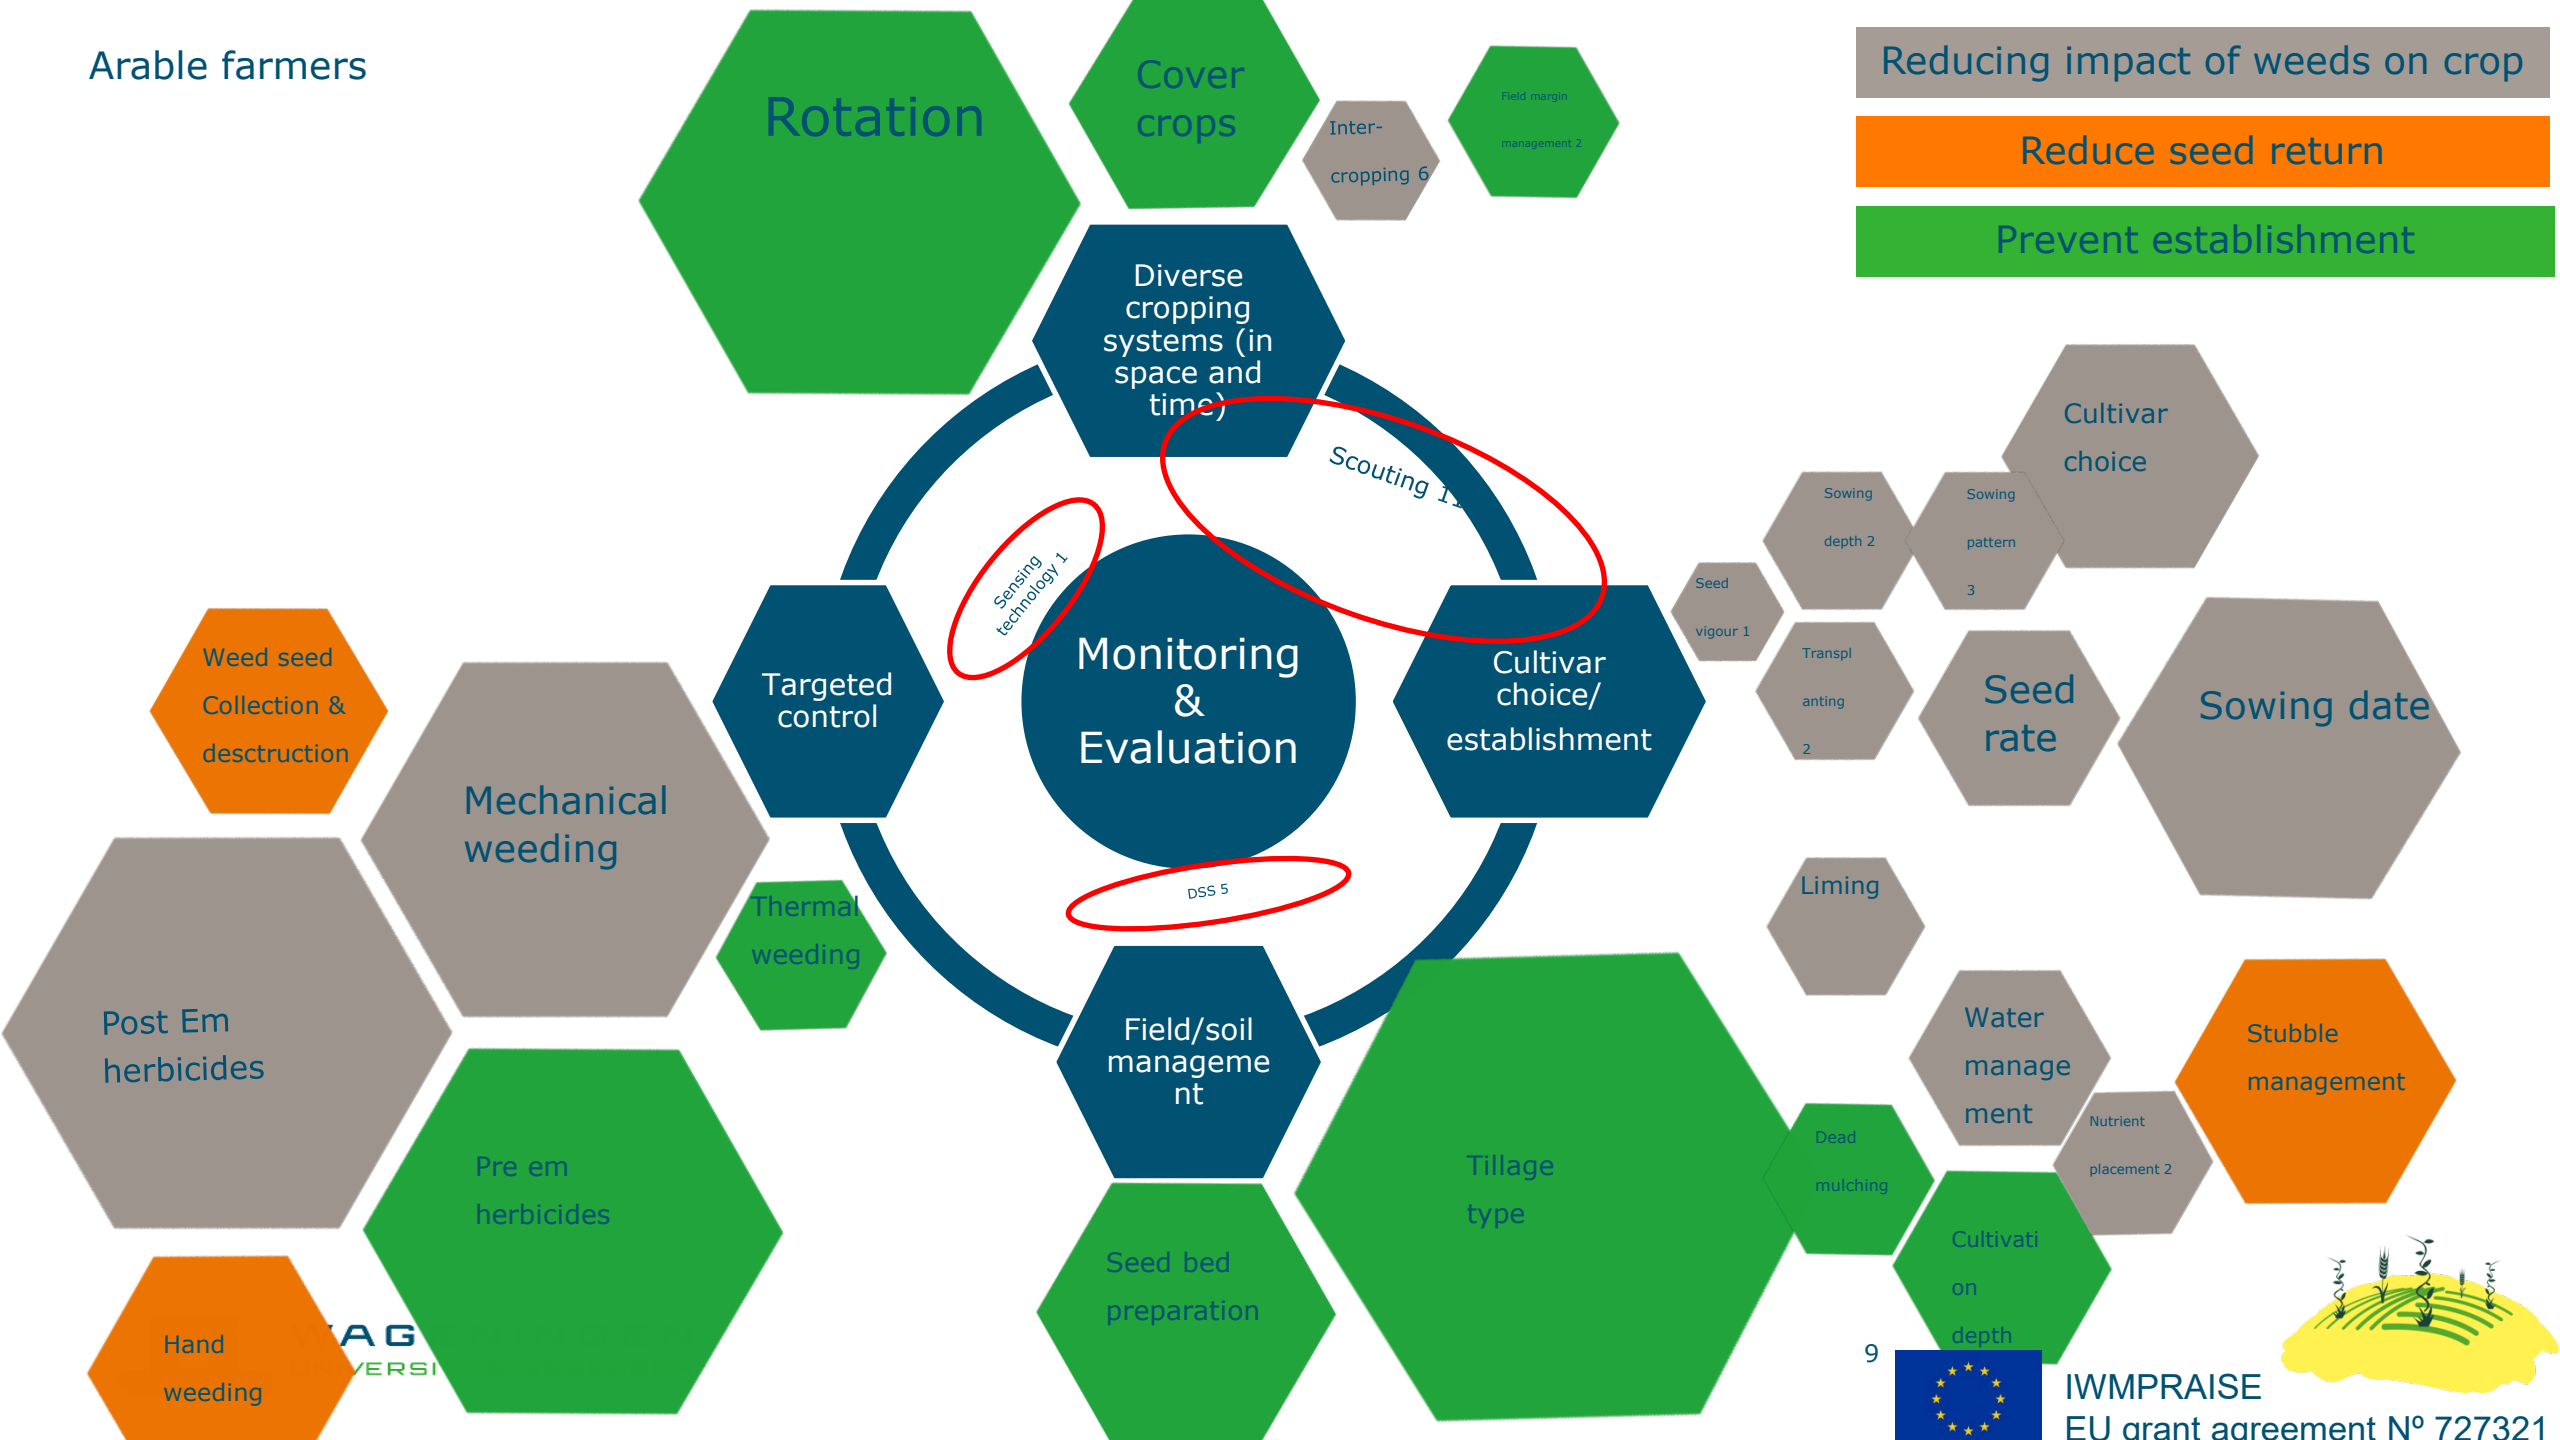 Arable farmers
Reducing impact of weeds on crop
Reduce seed return
Prevent establishment
Rotation
Cover
crops
Inter-
cropping 6
Field margin
management 2
Diverse
cropping
systems (in
space and
time)
Scouting 11
Sensing
technology 1
Monitoring
&
Evaluation
DSS 5
Targeted
control
Cultivar
choice/
establishment
Field/soil
manageme
nt
Cultivar
choice
Sowing
depth 2
Sowing
pattern
3
Seed
vigour 1
Transpl
anting
2
Seed
rate
Sowing date
Weed seed
Collection &
desctruction
Mechanical
weeding
Thermal
weeding
Post Em
herbicides
Pre em
herbicides
Hand
weeding
Liming
Water
manage
ment
Nutrient
placement 2
Stubble
management
Tillage
type
Dead
mulching
Cultivati
on
depth
Seed bed
preparation
WAG
UNIVERSI
9
IWMPRAISE
EU grant agreement Nº 727321